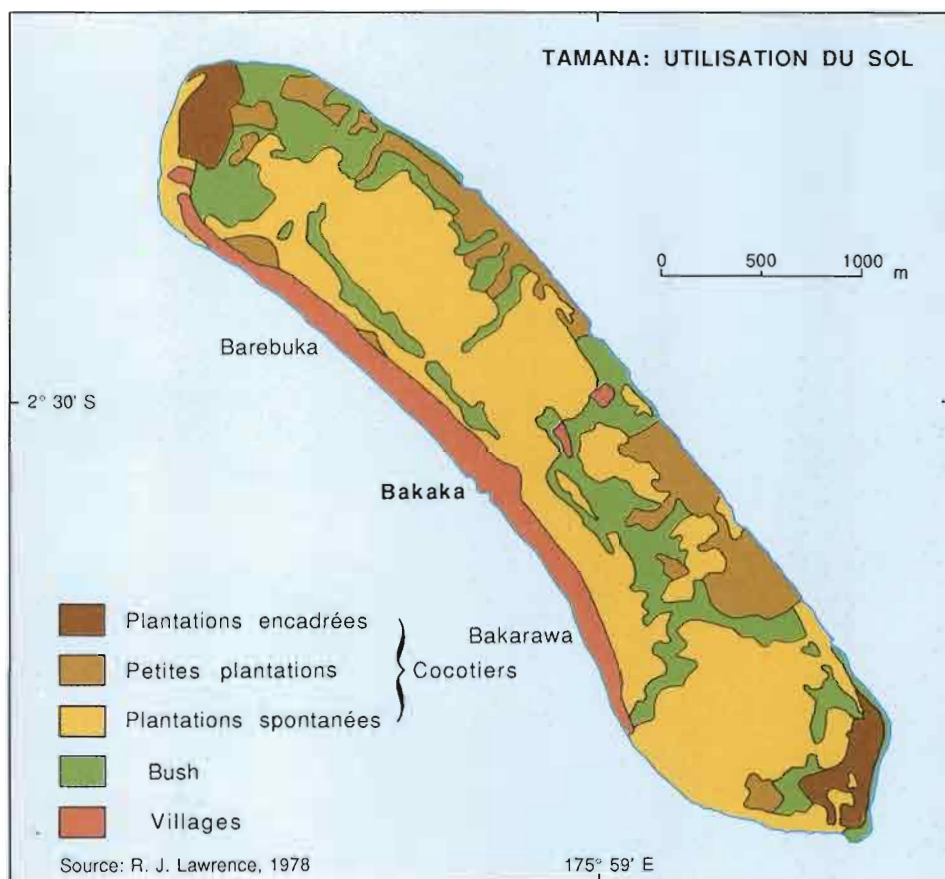 TAMANA: UTILISATION DU SOL
0 500 1000
m
Barebuka
2° 30' S
Bakaka
Bakarawa
Plantations encadrées
Petites plantations
Cocotiers
Plantations spontanées
Bush
Villages
Source: R. J. Lawrence, 1978
175° 59' E